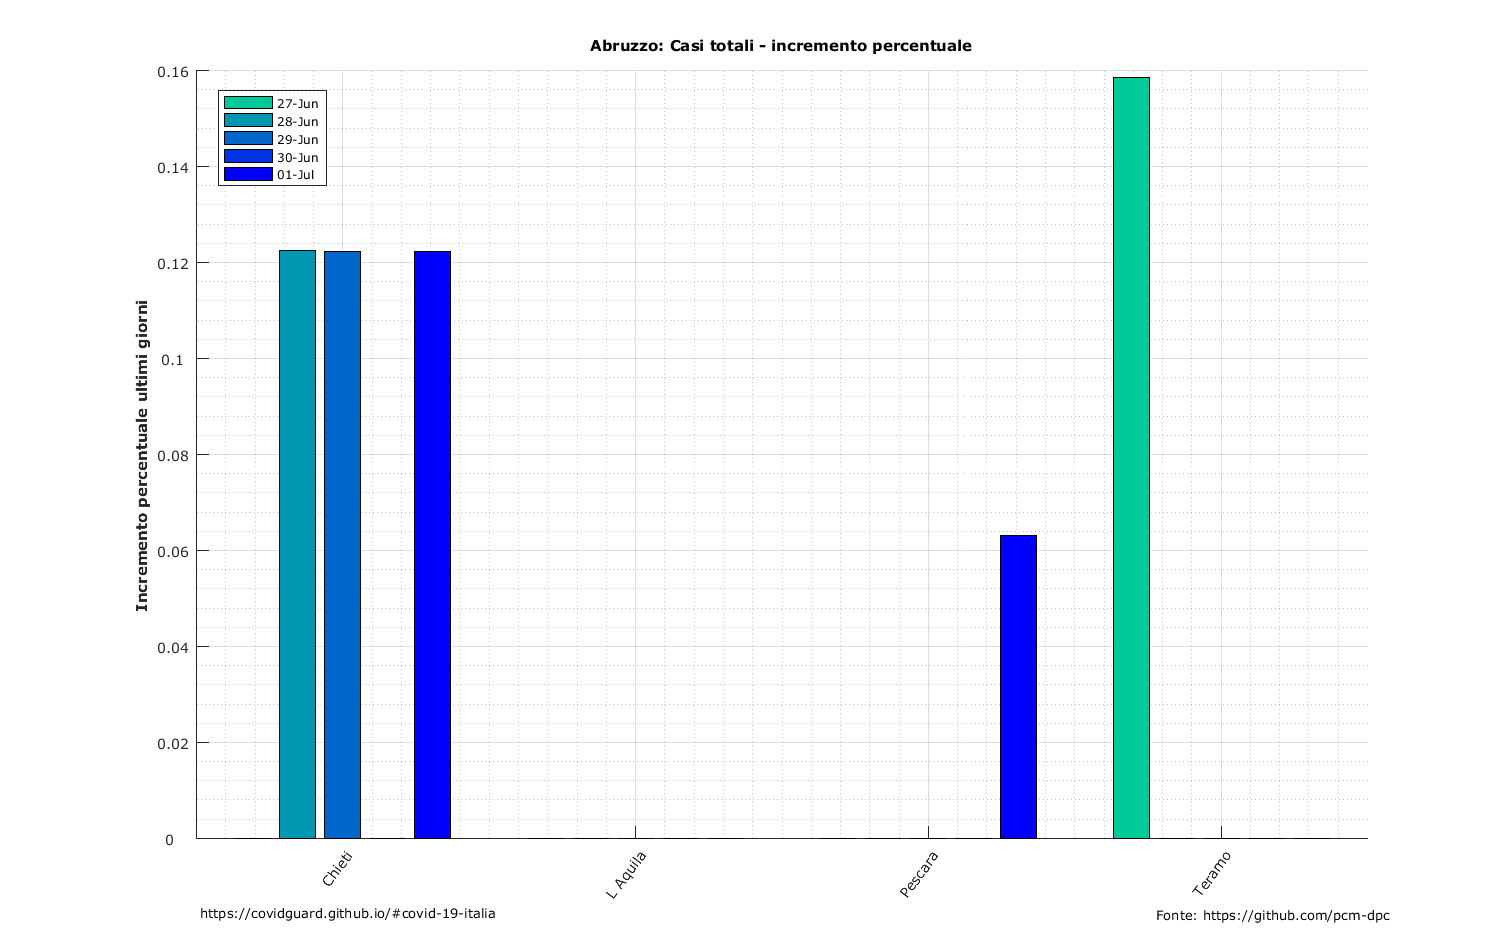 Abruzzo: Casi totali - incremento percentuale
0.16
0.14
0.12
0.1
0.08
0.06
0.04
0.02
0
Incremento percentuale ultimi giorni
27-Jun
28-Jun
29-Jun
30-Jun
01-Jul
Chieti
L Aquila
Pescara
Teramo
https://covidguard.github.io/#covid-19-italia
Fonte: https://github.com/pcm-dpc